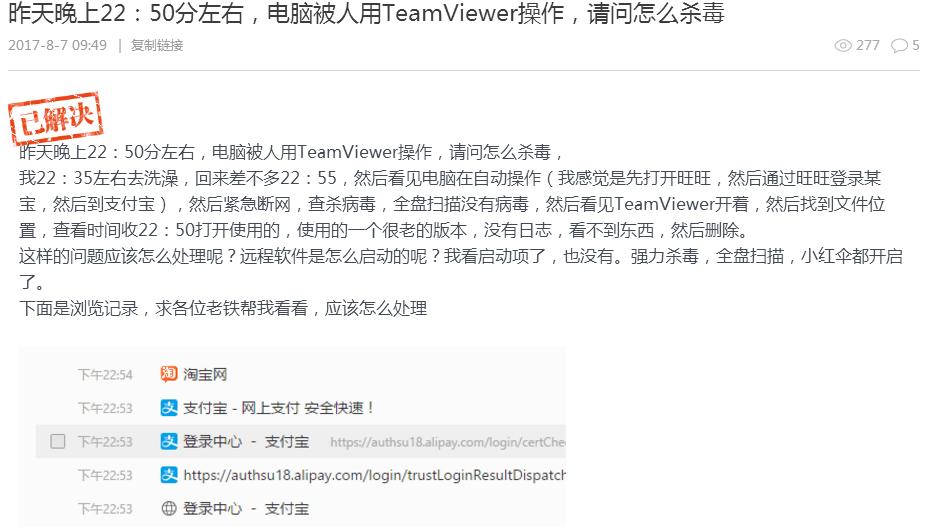 昨天晚上22：50分左右，电脑被人用TeamViewer操作，请问怎么杀毒
2017-8-7 09:49 | 复制链接 277 5
已解决
昨天晚上22：50分左右，电脑被人用TeamViewer操作，请问怎么杀毒，
我22：35左右去洗澡，回来差不多22：55，然后看见电脑在自动操作（我感觉是先打开旺旺，然后通过旺旺登录某
宝，然后到支付宝），然后紧急断网，查杀病毒，全盘扫描没有病毒，然后看见TeamViewer开着，然后找到文件位
置，查看时间收22：50打开使用的，使用的一个很老的版本，没有日志，看不到东西，然后删除。
这样的问题应该怎么处理呢？远程软件是怎么启动的呢？我看启动项了，也没有。强力杀毒，全盘扫描，小红伞都开启
了。
下面是浏览记录，求各位老铁帮我看看，应该怎么处理
下午22:54 淘 淘宝网
下午22:53 支 支付宝 - 网上支付 安全快速！
下午22:53 支 登录中心 - 支付宝 https://authsu18.alipay.com/login/certChec
下午22:53 支 https://authsu18.alipay.com/login/trustLoginResultDispatch
下午22:53 登录中心 - 支付宝